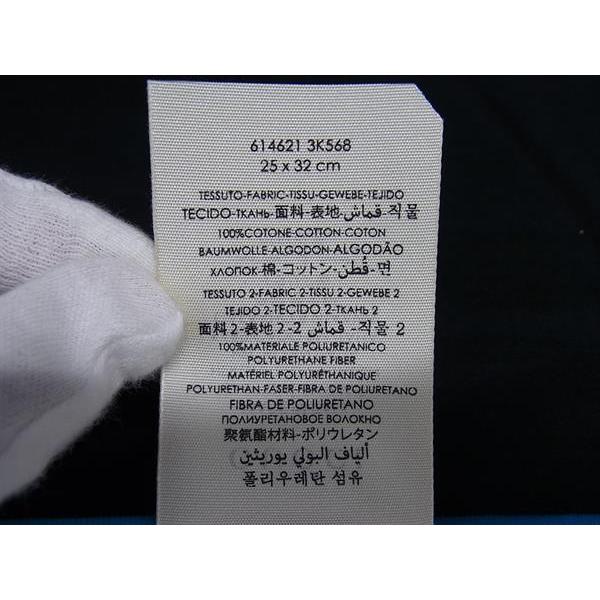 614621 3K568
25 x 32 cm
TESSUTO-FABRIC-TISSU-GEWEBE-TEJIDO
TECIDO-ТКАНЬ-面料-表地-قماش-직물
100%COTONE-COTTON-COTON
BAUMWOLLE-ALGODON-ALGODÃO
ХЛОПОК-棉-コットン-قُطن-면
TESSUTO 2-FABRIC 2-TISSU 2-GEWEBE 2
TEJIDO 2-TECIDO 2-ТКАНЬ 2
面料 2-表地 2-2 قماش-직물 2
100%MATERIALE POLIURETANICO
POLYURETHANE FIBER
MATÉRIEL POLYURÉTHANIQUE
POLYURETHAN-FASER-FIBRA DE POLIURETANO
FIBRA DE POLIURETANO
ПОЛИУРЕТАНОВОЕ ВОЛОКНО
聚氨酯材料-ポリウレタン
ألياف البولي يوريثين
폴리우레탄 섬유